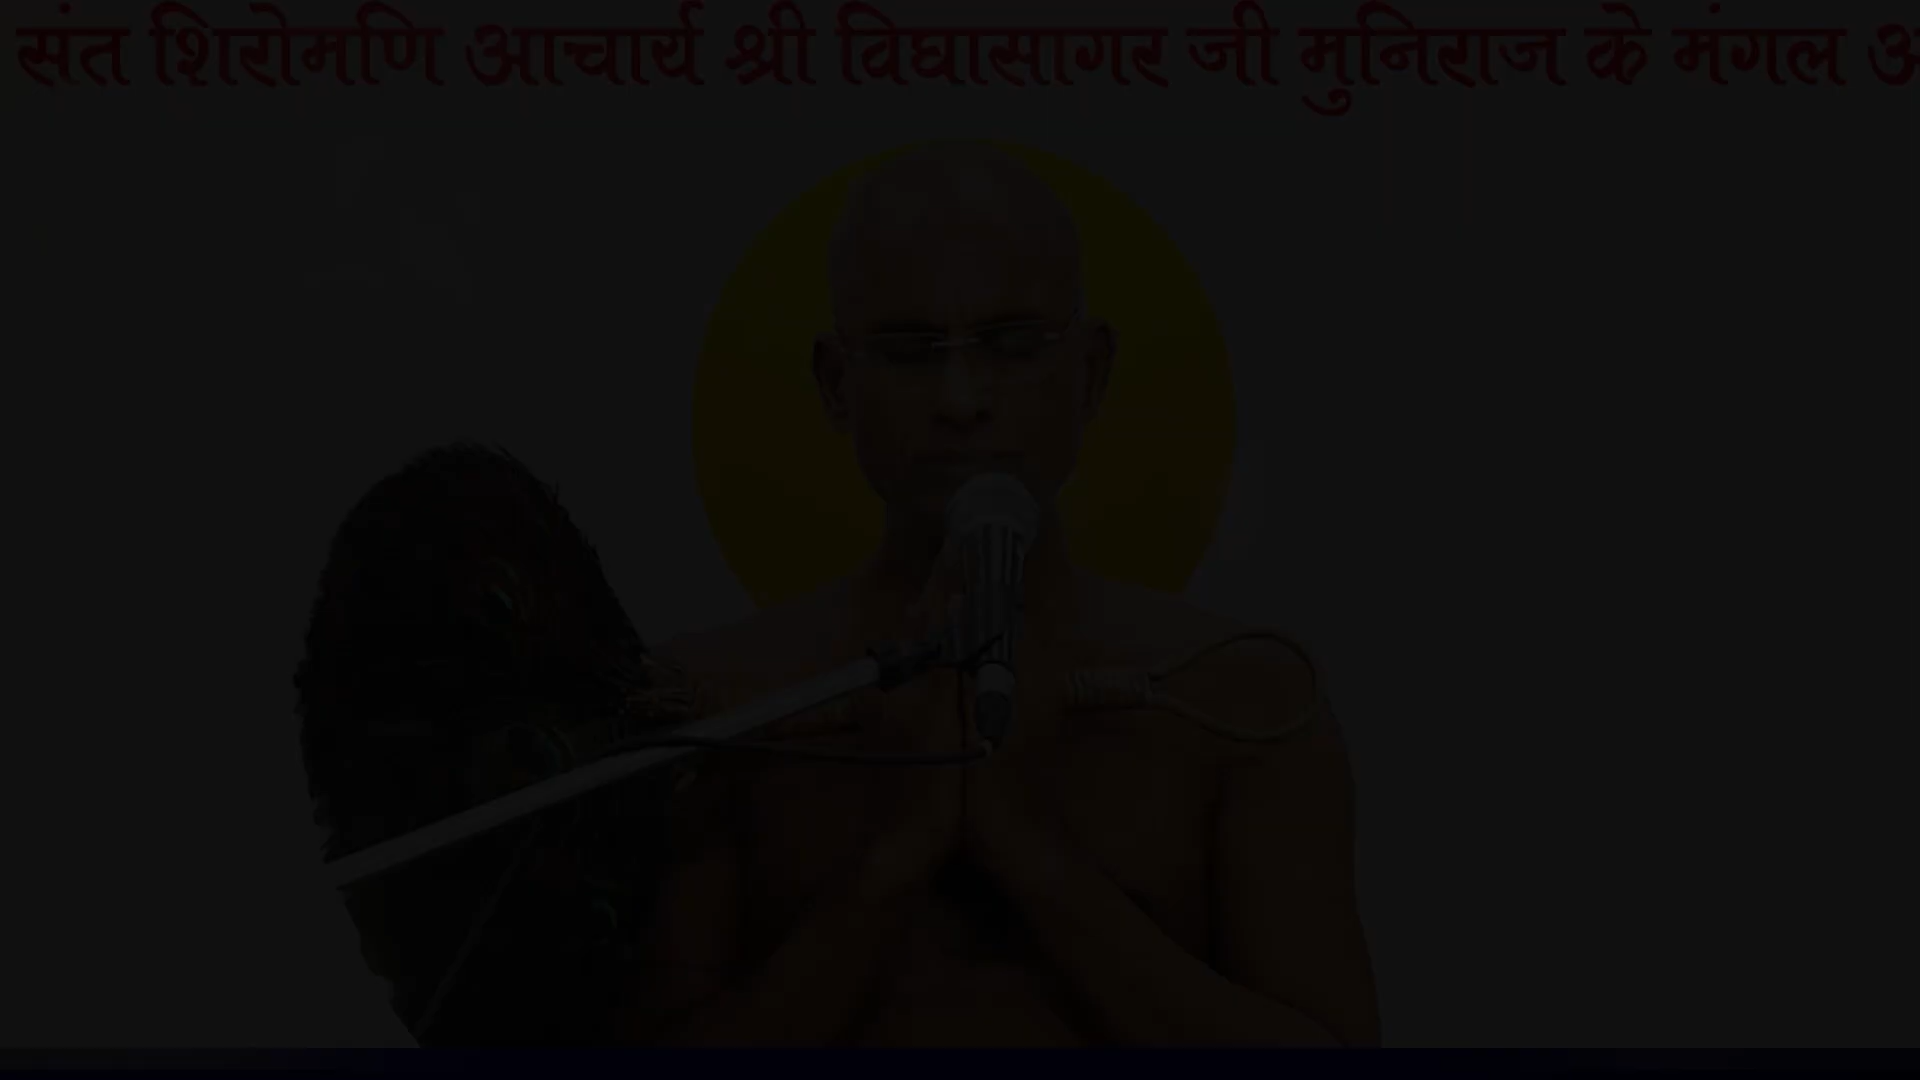 संत शिरोमणि आचार्य श्री विघासागर जी मुनिराज के मंगल